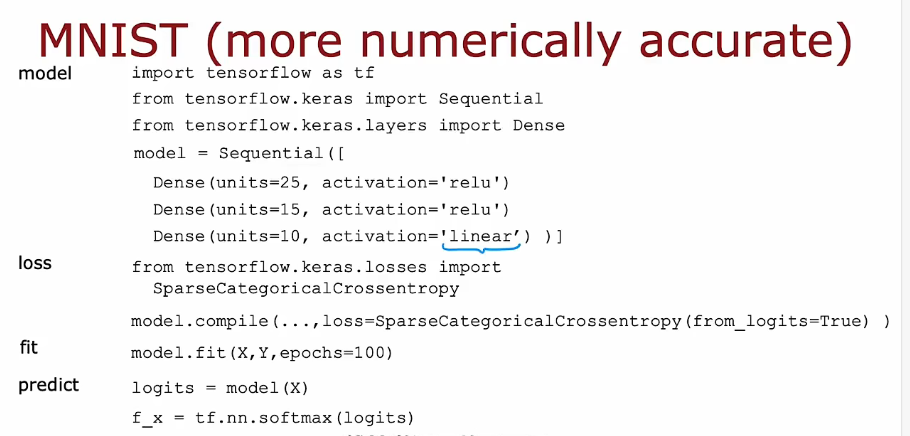 MNIST (more numerically accurate)
model
import tensorflow as tf
from tensorflow.keras import Sequential
from tensorflow.keras.layers import Dense
model = Sequential([
Dense(units=25, activation='relu')
Dense(units=15, activation='relu')
Dense(units=10, activation='linear’) )]
loss
from tensorflow.keras.losses import
SparseCategoricalCrossentropy
model.compile(...,loss=SparseCategoricalCrossentropy(from_logits=True) )
fit
model.fit(X,Y,epochs=100)
predict
logits = model(X)
f_x = tf.nn.softmax(logits)